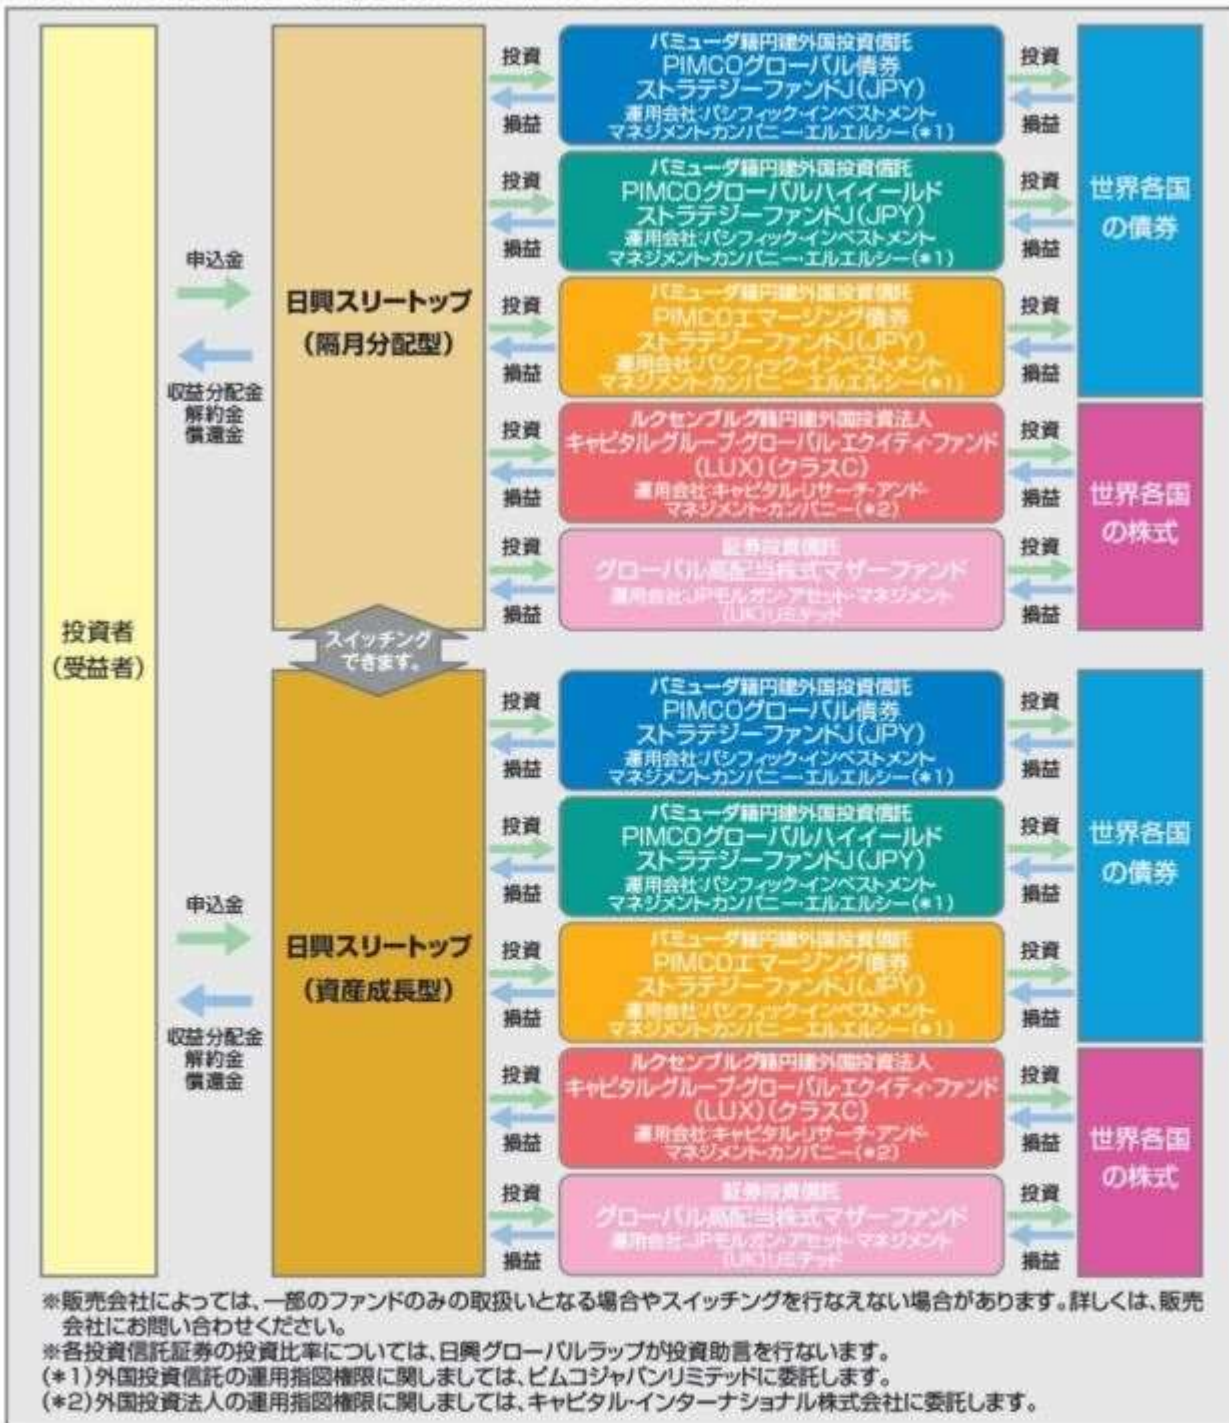 投資者
(受益者)
申込金
収益分配金
解約金
償還金
日興スリートップ
(隔月分配型)
投資
損益
バミューダ籍円建外国投資信託
PIMCOグローバル債券
ストラテジーファンドJ(JPY)
運用会社:パシフィック・インベストメント・
マネジメント・カンパニー・エルエルシー(*1)
投資
損益
投資
損益
バミューダ籍円建外国投資信託
PIMCOグローバルハイイールド
ストラテジーファンドJ(JPY)
運用会社:パシフィック・インベストメント・
マネジメント・カンパニー・エルエルシー(*1)
投資
損益
投資
損益
バミューダ籍円建外国投資信託
PIMCOエマージング債券
ストラテジーファンドJ(JPY)
運用会社:パシフィック・インベストメント・
マネジメント・カンパニー・エルエルシー(*1)
投資
損益
世界各国
の債券
投資
損益
ルクセンブルグ籍円建外国投資法人
キャピタル・グループ・グローバル・エクイティ・ファンド
(LUX)(クラスC)
運用会社:キャピタル・リサーチ・アンド・
マネジメント・カンパニー(*2)
投資
損益
投資
損益
証券投資信託
グローバル高配当株式マザーファンド
運用会社:JPモルガン・アセット・マネジメント
(UK)リミテッド
投資
損益
世界各国
の株式
スイッチング
できます。
申込金
収益分配金
解約金
償還金
日興スリートップ
(資産成長型)
投資
損益
バミューダ籍円建外国投資信託
PIMCOグローバル債券
ストラテジーファンドJ(JPY)
運用会社:パシフィック・インベストメント・
マネジメント・カンパニー・エルエルシー(*1)
投資
損益
投資
損益
バミューダ籍円建外国投資信託
PIMCOグローバルハイイールド
ストラテジーファンドJ(JPY)
運用会社:パシフィック・インベストメント・
マネジメント・カンパニー・エルエルシー(*1)
投資
損益
投資
損益
バミューダ籍円建外国投資信託
PIMCOエマージング債券
ストラテジーファンドJ(JPY)
運用会社:パシフィック・インベストメント・
マネジメント・カンパニー・エルエルシー(*1)
投資
損益
世界各国
の債券
投資
損益
ルクセンブルグ籍円建外国投資法人
キャピタル・グループ・グローバル・エクイティ・ファンド
(LUX)(クラスC)
運用会社:キャピタル・リサーチ・アンド・
マネジメント・カンパニー(*2)
投資
損益
投資
損益
証券投資信託
グローバル高配当株式マザーファンド
運用会社:JPモルガン・アセット・マネジメント
(UK)リミテッド
投資
損益
世界各国
の株式
※販売会社によっては、一部のファンドのみの取扱いとなる場合やスイッチングを行なえない場合があります。詳しくは、販売
会社にお問い合わせください。
※各投資信託証券の投資比率については、日興グローバルラップが投資助言を行ないます。
(*1)外国投資信託の運用指図権限に関しましては、ピムコジャパンリミテッドに委託します。
(*2)外国投資法人の運用指図権限に関しましては、キャピタル・インターナショナル株式会社に委託します。